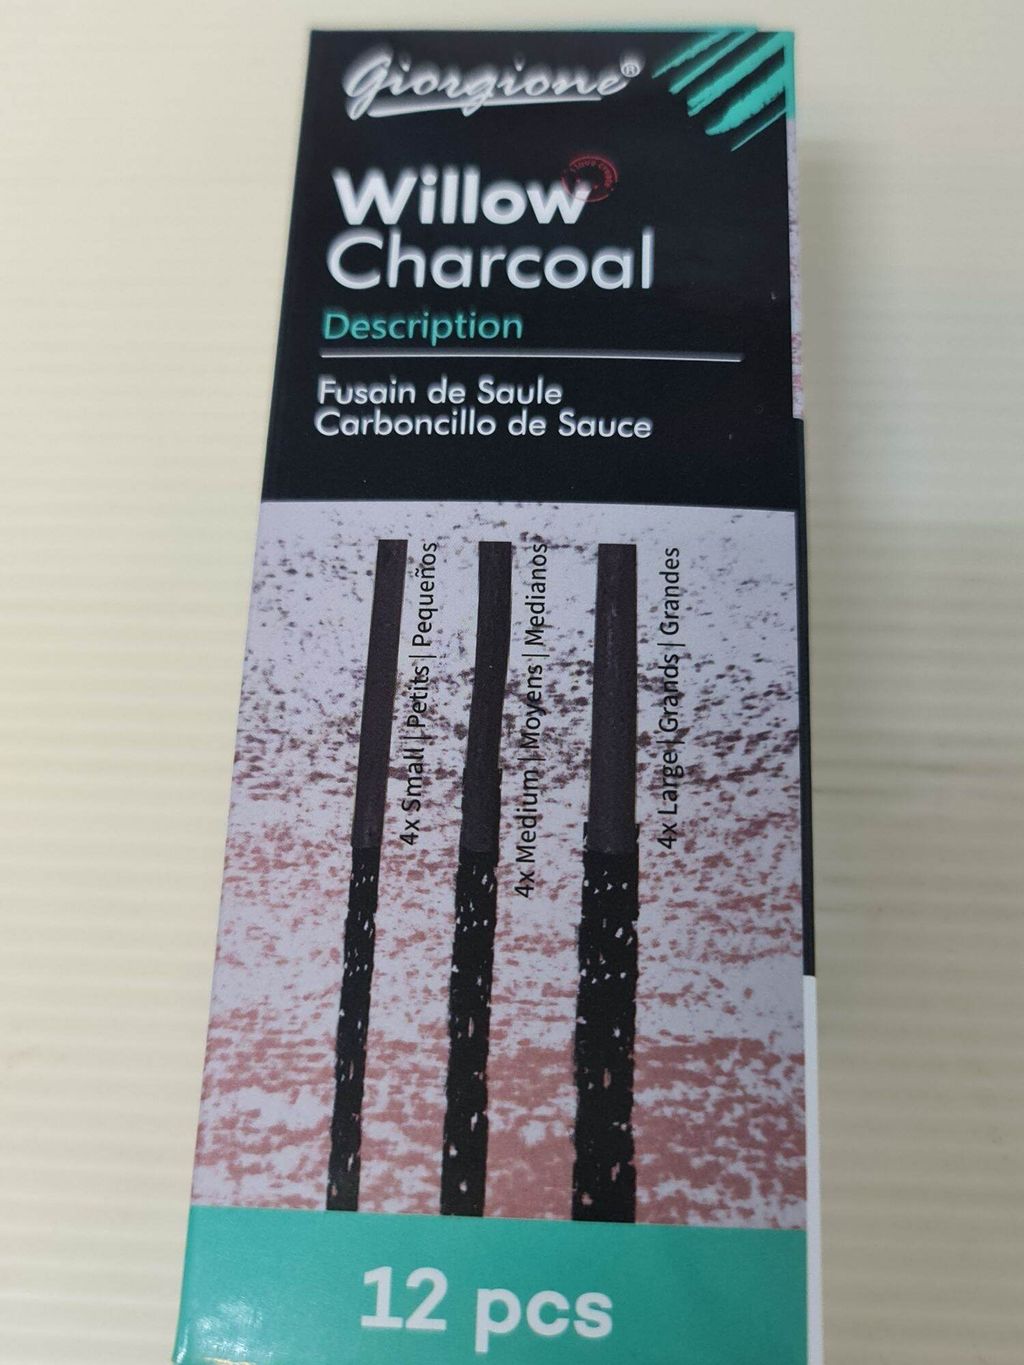 Giorgione®
Willow
Charcoal
Description
Fusain de Saule
Carboncillo de Sauce
4x Small | Petits | Pequeños
4x Medium | Moyens | Medianos
4x Large | Grands | Grandes
12 pcs